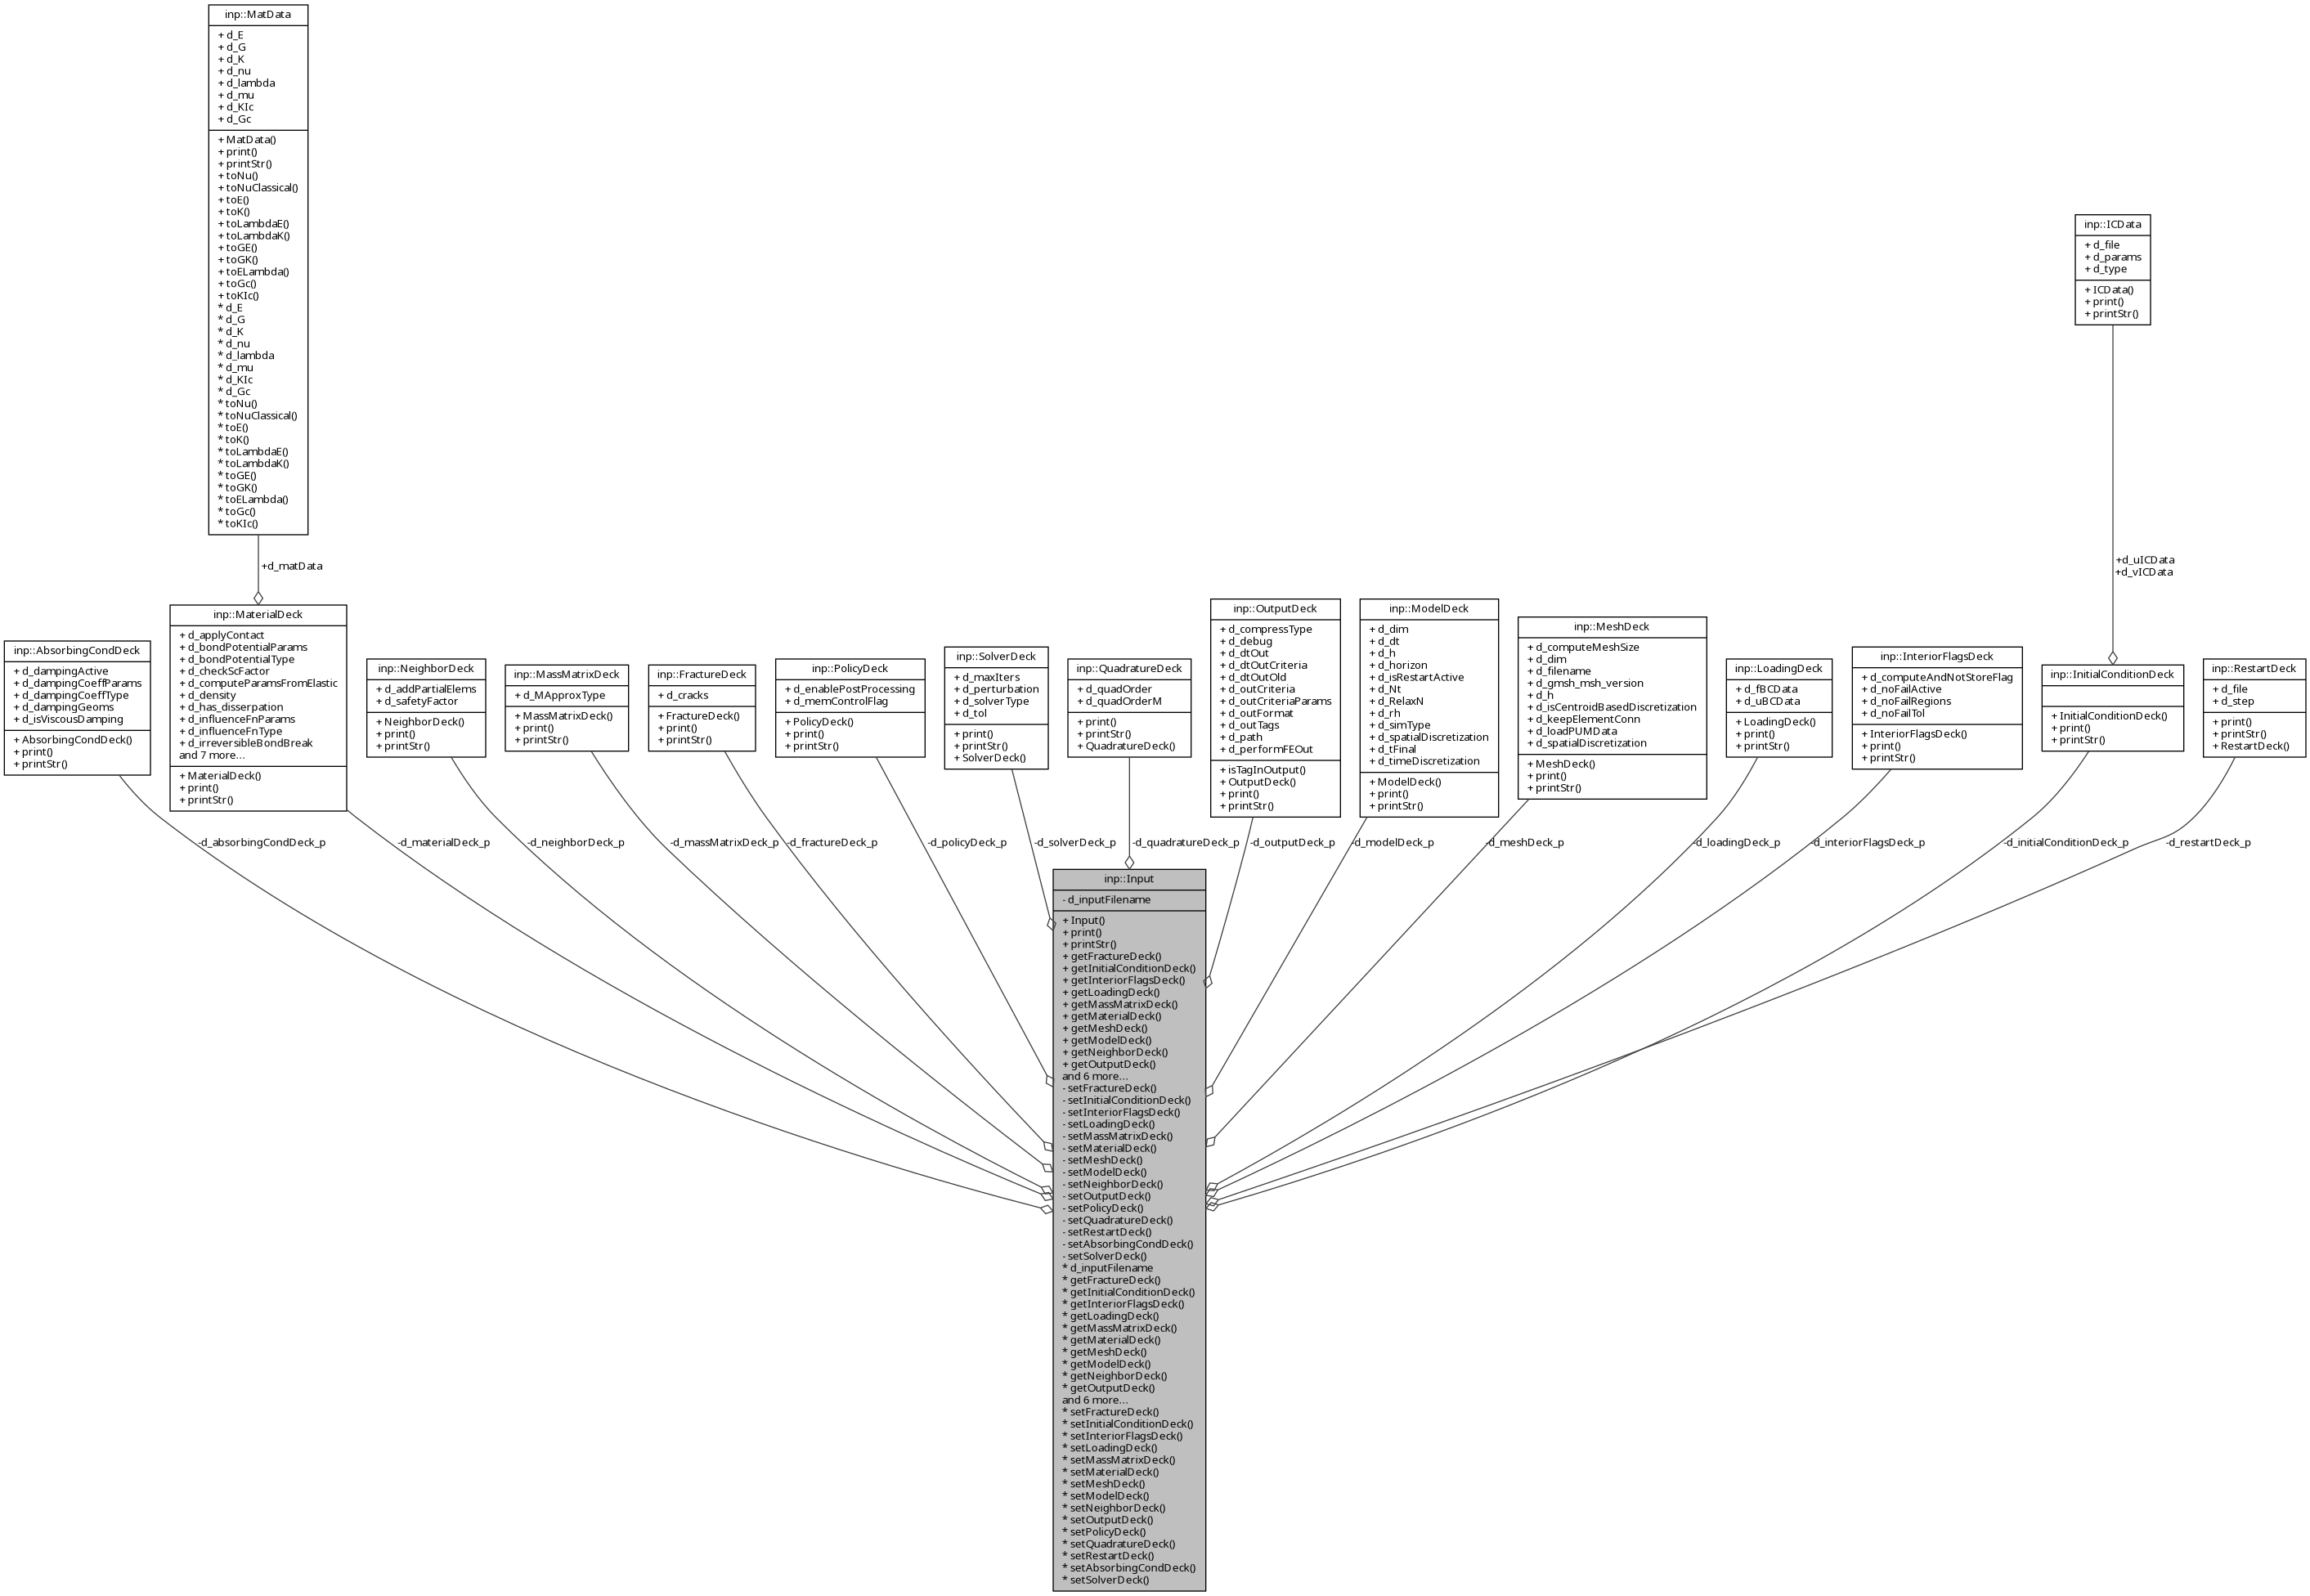 inp::MatData
+ d_E
+ d_G
+ d_K
+ d_nu
+ d_lambda
+ d_mu
+ d_KIc
+ d_Gc
+ MatData()
+ print()
+ printStr()
+ toNu()
+ toNuClassical()
+ toE()
+ toK()
+ toLambdaE()
+ toLambdaK()
+ toGE()
+ toGK()
+ toELambda()
+ toGc()
+ toKIc()
* d_E
* d_G
* d_K
* d_nu
* d_lambda
* d_mu
* d_KIc
* d_Gc
* toNu()
* toNuClassical()
* toE()
* toK()
* toLambdaE()
* toLambdaK()
* toGE()
* toGK()
* toELambda()
* toGc()
* toKIc()
inp::ICData
+ d_file
+ d_params
+ d_type
+ ICData()
+ print()
+ printStr()
+d_matData
+d_uICData
+d_vICData
inp::AbsorbingCondDeck
+ d_dampingActive
+ d_dampingCoeffParams
+ d_dampingCoeffType
+ d_dampingGeoms
+ d_isViscousDamping
+ AbsorbingCondDeck()
+ print()
+ printStr()
inp::MaterialDeck
+ d_applyContact
+ d_bondPotentialParams
+ d_bondPotentialType
+ d_checkScFactor
+ d_computeParamsFromElastic
+ d_density
+ d_has_disserpation
+ d_influenceFnParams
+ d_influenceFnType
+ d_irreversibleBondBreak
and 7 more...
+ MaterialDeck()
+ print()
+ printStr()
inp::NeighborDeck
+ d_addPartialElems
+ d_safetyFactor
+ NeighborDeck()
+ print()
+ printStr()
inp::MassMatrixDeck
+ d_MApproxType
+ MassMatrixDeck()
+ print()
+ printStr()
inp::FractureDeck
+ d_cracks
+ FractureDeck()
+ print()
+ printStr()
inp::PolicyDeck
+ d_enablePostProcessing
+ d_memControlFlag
+ PolicyDeck()
+ print()
+ printStr()
inp::SolverDeck
+ d_maxIters
+ d_perturbation
+ d_solverType
+ d_tol
+ print()
+ printStr()
+ SolverDeck()
inp::QuadratureDeck
+ d_quadOrder
+ d_quadOrderM
+ print()
+ printStr()
+ QuadratureDeck()
inp::OutputDeck
+ d_compressType
+ d_debug
+ d_dtOut
+ d_dtOutCriteria
+ d_dtOutOld
+ d_outCriteria
+ d_outCriteriaParams
+ d_outFormat
+ d_outTags
+ d_path
+ d_performFEOut
+ isTagInOutput()
+ OutputDeck()
+ print()
+ printStr()
inp::ModelDeck
+ d_dim
+ d_dt
+ d_h
+ d_horizon
+ d_isRestartActive
+ d_Nt
+ d_RelaxN
+ d_rh
+ d_simType
+ d_spatialDiscretization
+ d_tFinal
+ d_timeDiscretization
+ ModelDeck()
+ print()
+ printStr()
inp::MeshDeck
+ d_computeMeshSize
+ d_dim
+ d_filename
+ d_gmsh_msh_version
+ d_h
+ d_isCentroidBasedDiscretization
+ d_keepElementConn
+ d_loadPUMData
+ d_spatialDiscretization
+ MeshDeck()
+ print()
+ printStr()
inp::LoadingDeck
+ d_fBCData
+ d_uBCData
+ LoadingDeck()
+ print()
+ printStr()
inp::InteriorFlagsDeck
+ d_computeAndNotStoreFlag
+ d_noFailActive
+ d_noFailRegions
+ d_noFailTol
+ InteriorFlagsDeck()
+ print()
+ printStr()
inp::InitialConditionDeck
+ InitialConditionDeck()
+ print()
+ printStr()
inp::RestartDeck
+ d_file
+ d_step
+ print()
+ printStr()
+ RestartDeck()
-d_absorbingCondDeck_p
-d_materialDeck_p
-d_neighborDeck_p
-d_massMatrixDeck_p
-d_fractureDeck_p
-d_policyDeck_p
-d_solverDeck_p
-d_quadratureDeck_p
-d_outputDeck_p
-d_modelDeck_p
-d_meshDeck_p
-d_loadingDeck_p
-d_interiorFlagsDeck_p
-d_initialConditionDeck_p
-d_restartDeck_p
inp::Input
- d_inputFilename
+ Input()
+ print()
+ printStr()
+ getFractureDeck()
+ getInitialConditionDeck()
+ getInteriorFlagsDeck()
+ getLoadingDeck()
+ getMassMatrixDeck()
+ getMaterialDeck()
+ getMeshDeck()
+ getModelDeck()
+ getNeighborDeck()
+ getOutputDeck()
and 6 more...
- setFractureDeck()
- setInitialConditionDeck()
- setInteriorFlagsDeck()
- setLoadingDeck()
- setMassMatrixDeck()
- setMaterialDeck()
- setMeshDeck()
- setModelDeck()
- setNeighborDeck()
- setOutputDeck()
- setPolicyDeck()
- setQuadratureDeck()
- setRestartDeck()
- setAbsorbingCondDeck()
- setSolverDeck()
* d_inputFilename
* getFractureDeck()
* getInitialConditionDeck()
* getInteriorFlagsDeck()
* getLoadingDeck()
* getMassMatrixDeck()
* getMaterialDeck()
* getMeshDeck()
* getModelDeck()
* getNeighborDeck()
* getOutputDeck()
and 6 more...
* setFractureDeck()
* setInitialConditionDeck()
* setInteriorFlagsDeck()
* setLoadingDeck()
* setMassMatrixDeck()
* setMaterialDeck()
* setMeshDeck()
* setModelDeck()
* setNeighborDeck()
* setOutputDeck()
* setPolicyDeck()
* setQuadratureDeck()
* setRestartDeck()
* setAbsorbingCondDeck()
* setSolverDeck()